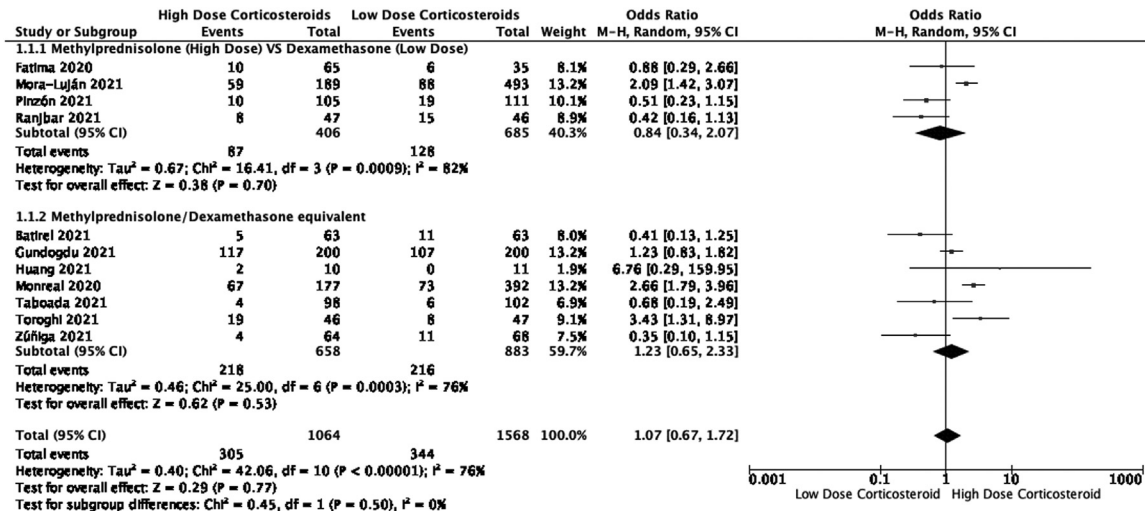 High Dose Corticosteroids Low Dose Corticosteroids Odds Ratio Odds Ratio
Study or Subgroup Events Total Events Total Weight M-H, Random, 95% CI M-H, Random, 95% CI
1.1.1 Methylprednisolone (High Dose) VS Dexamethasone (Low Dose)
Fatima 2020 10 65 6 35 8.1% 0.88 [0.29, 2.66]
Mora-Luján 2021 59 189 88 493 13.2% 2.09 [1.42, 3.07]
Pinzón 2021 10 105 19 111 10.1% 0.51 [0.23, 1.15]
Ranjbar 2021 8 47 15 46 8.9% 0.42 [0.16, 1.13]
Subtotal (95% CI) 406 685 40.3% 0.84 [0.34, 2.07]
Total events 87 128
Heterogeneity: Tau² = 0.67; Chi² = 16.41, df = 3 (P = 0.0009); I² = 82%
Test for overall effect: Z = 0.38 (P = 0.70)
1.1.2 Methylprednisolone/Dexamethasone equivalent
Batirel 2021 5 63 11 63 8.0% 0.41 [0.13, 1.25]
Gundogdu 2021 117 200 107 200 13.2% 1.23 [0.83, 1.82]
Huang 2021 2 10 0 11 1.9% 6.76 [0.29, 159.95]
Monreal 2020 67 177 73 392 13.2% 2.66 [1.79, 3.96]
Taboada 2021 4 98 6 102 6.9% 0.68 [0.19, 2.49]
Toroghi 2021 19 46 8 47 9.1% 3.43 [1.31, 8.97]
Zúñiga 2021 4 64 11 68 7.5% 0.35 [0.10, 1.15]
Subtotal (95% CI) 658 883 59.7% 1.23 [0.65, 2.33]
Total events 218 216
Heterogeneity: Tau² = 0.46; Chi² = 25.00, df = 6 (P = 0.0003); I² = 76%
Test for overall effect: Z = 0.62 (P = 0.53)
Total (95% CI) 1064 1568 100.0% 1.07 [0.67, 1.72]
Total events 305 344
Heterogeneity: Tau² = 0.40; Chi² = 42.06, df = 10 (P < 0.00001); I² = 76%
Test for overall effect: Z = 0.29 (P = 0.77)
Test for subgroup differences: Chi² = 0.45, df = 1 (P = 0.50), I² = 0%
0.001 0.1 1 10 1000
Low Dose Corticosteroid High Dose Corticosteroid